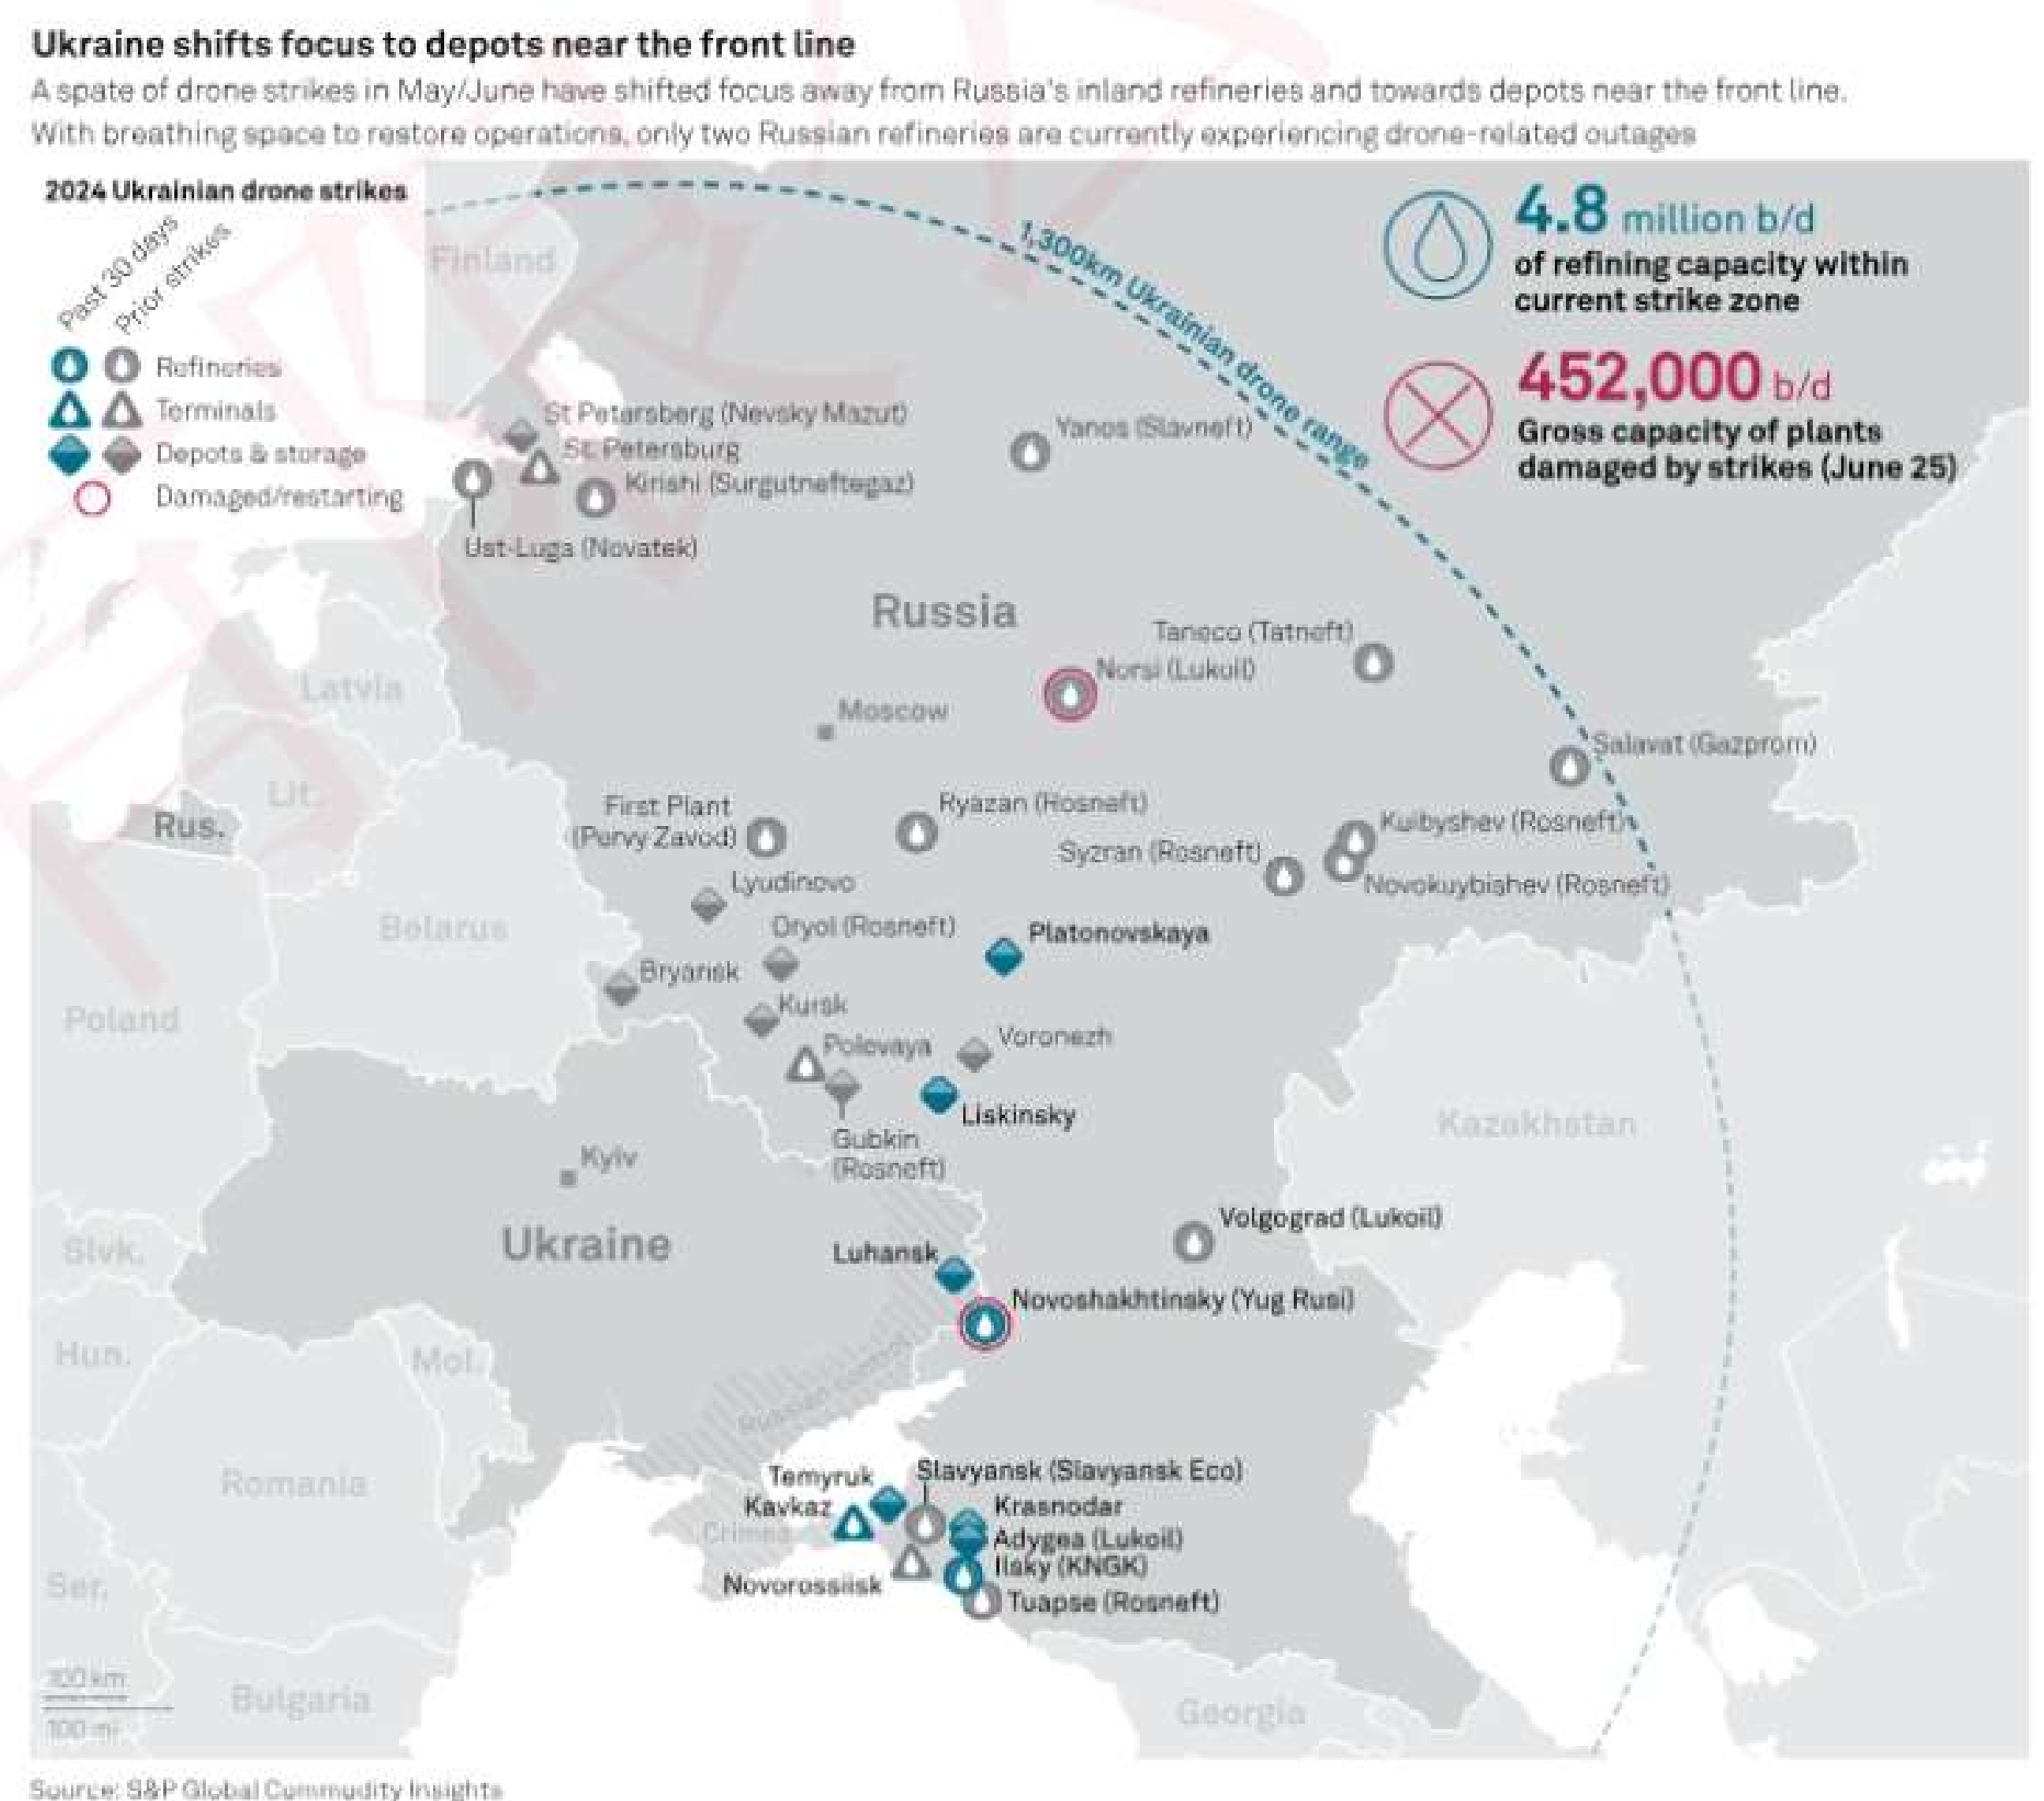 Ukraine shifts focus to depots near the front line
A spate of drone strikes in May/June have shifted focus away from Russia's inland refineries and towards depots near the front line.
With breathing space to restore operations, only two Russian refineries are currently experiencing drone-related outages
2024 Ukrainian drone strikes
Past 30 days
Prior strikes
Refineries
Terminals
Depots & storage
Damaged/restarting
1,300km Ukrainian drone range
4.8 million b/d
of refining capacity within
current strike zone
452,000 b/d
Gross capacity of plants
damaged by strikes (June 25)
Finland
St Petersberg (Nevsky Mazut)
St. Petersburg
Kirishi (Surgutneftegaz)
Ust-Luga (Novatek)
Yanos (Slavneft)
Russia
Taneco (Tatneft)
Norsi (Lukoil)
Latvia
Moscow
Salavat (Gazprom)
Lit.
Rus.
First Plant
(Pervy Zavod)
Ryazan (Rosneft)
Kuibyshev (Rosneft)
Syzran (Rosneft)
Novokuybishev (Rosneft)
Lyudinovo
Belarus
Oryol (Rosneft)
Platonovskaya
Bryansk
Poland
Kursk
Polevaya
Voronezh
Liskinsky
Kazakhstan
Gubkin
(Rosneft)
Kyiv
Ukraine
Slvk.
Luhansk
Volgograd (Lukoil)
Novoshakhtinsky (Yug Rusi)
Hun.
Mol.
Russian control
Romania
Temyruk
Slavyansk (Slavyansk Eco)
Kavkaz
Krasnodar
Crimea
Adygea (Lukoil)
Ilsky (KNGK)
Novorossiisk
Tuapse (Rosneft)
Ser.
Bulgaria
Georgia
100 km
100 mi
Source: S&P Global Commodity Insights